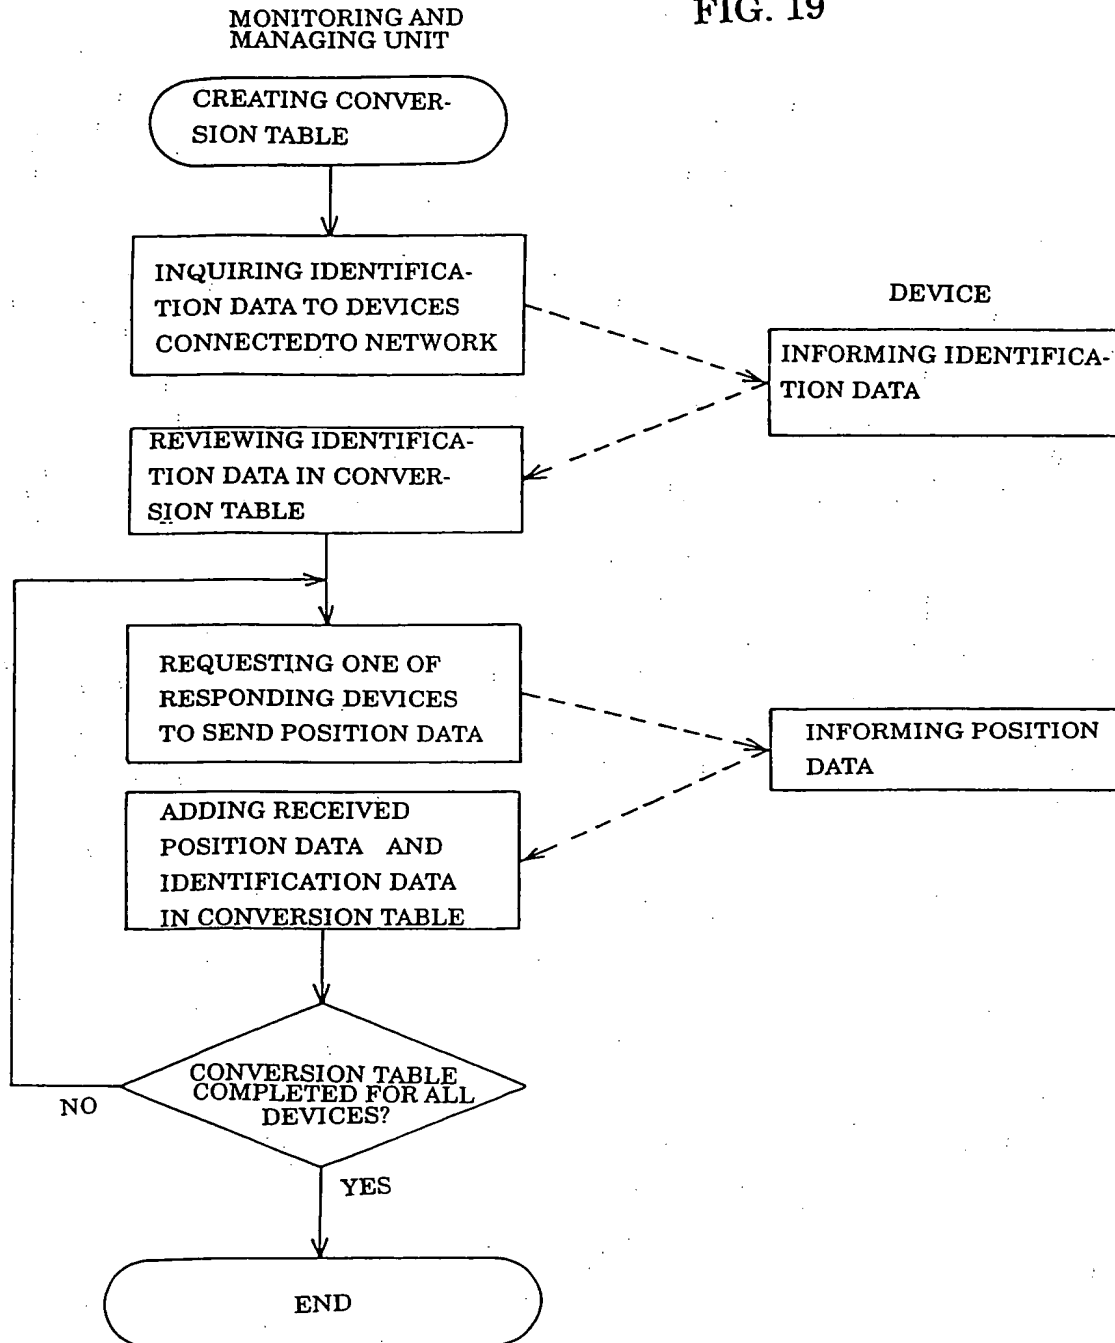 FIG. 19
MONITORING AND
MANAGING UNIT
CREATING CONVER-
SION TABLE
INQUIRING IDENTIFICA-
TION DATA TO DEVICES
CONNECTEDTO NETWORK
DEVICE
INFORMING IDENTIFICA-
TION DATA
REVIEWING IDENTIFICA-
TION DATA IN CONVER-
SION TABLE
REQUESTING ONE OF
RESPONDING DEVICES
TO SEND POSITION DATA
INFORMING POSITION
DATA
ADDING RECEIVED
POSITION DATA AND
IDENTIFICATION DATA
IN CONVERSION TABLE
CONVERSION TABLE
COMPLETED FOR ALL
DEVICES?
NO
YES
END